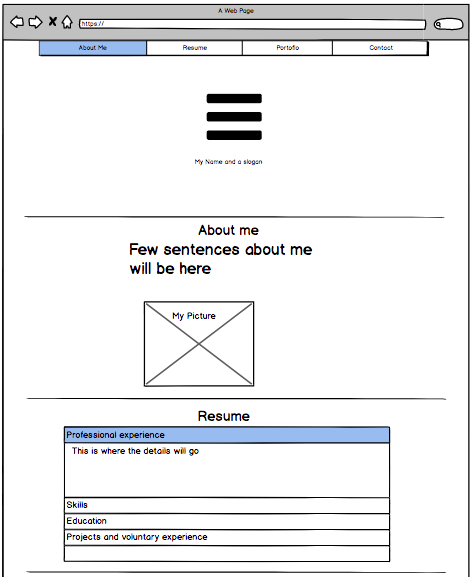 A Web Page
https://
About Me
Resume
Portoflo
Contact
My Name and a slogan
About me
Few sentences about me
will be here
My Picture
Resume
Professional experience
This is where the details will go
Skills
Education
Projects and voluntary experience